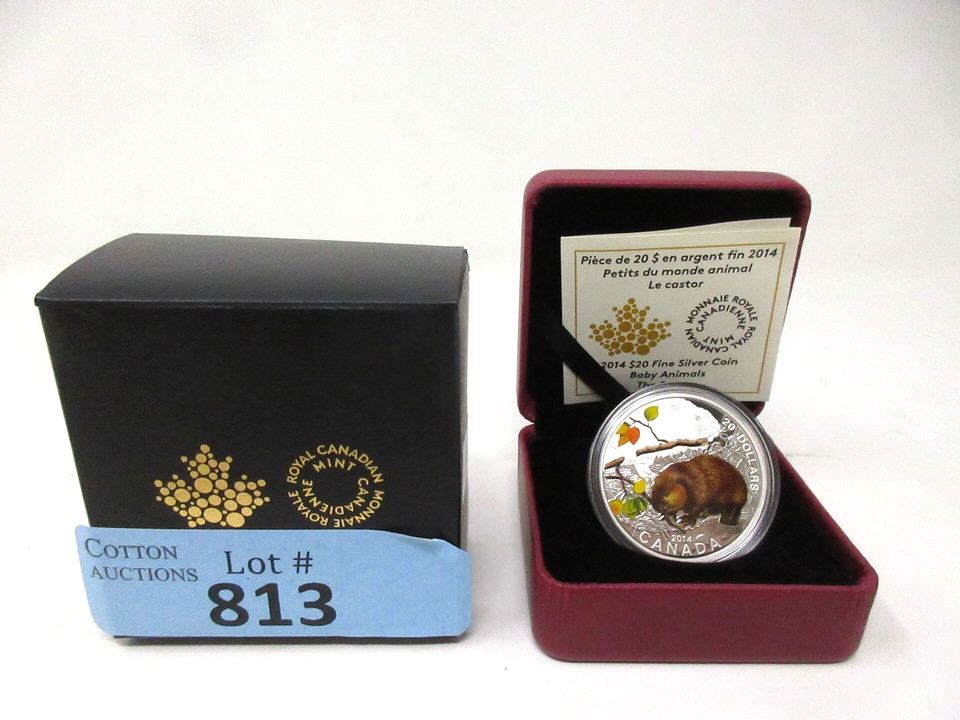 ROYAL CANADIAN MINT
MONNAIE ROYALE CANADIENNE
COTTON
AUCTIONS
Lot #
813
Pièce de 20 $ en argent fin 2014
Petits du monde animal
Le castor
MONNAIE ROYALE CANADIENNE
ROYAL CANADIAN MINT
2014 $20 Fine Silver Coin
Baby Animals
The
20 DOLLARS
2014
CANADA